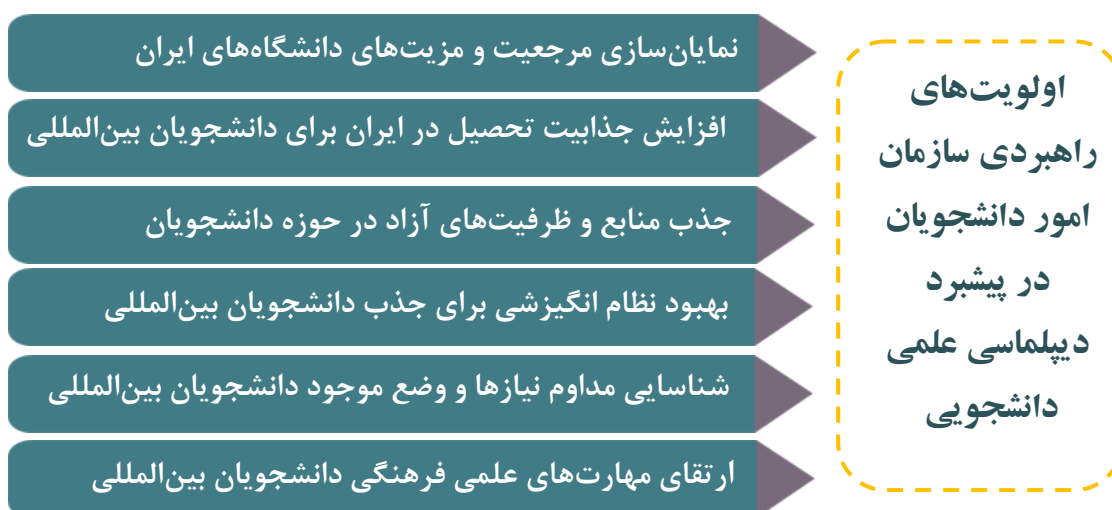 اولویت‌های
راهبردی سازمان
امور دانشجویان
در پیشبرد
دیپلماسی علمی
دانشجویی
نمایان‌سازی مرجعیت و مزیت‌های دانشگاه‌های ایران
افزایش جذابیت تحصیل در ایران برای دانشجویان بین‌المللی
جذب منابع و ظرفیت‌های آزاد در حوزه دانشجویان
بهبود نظام انگیزشی برای جذب دانشجویان بین‌المللی
شناسایی مداوم نیازها و وضع موجود دانشجویان بین‌المللی
ارتقای مهارت‌های علمی فرهنگی دانشجویان بین‌المللی